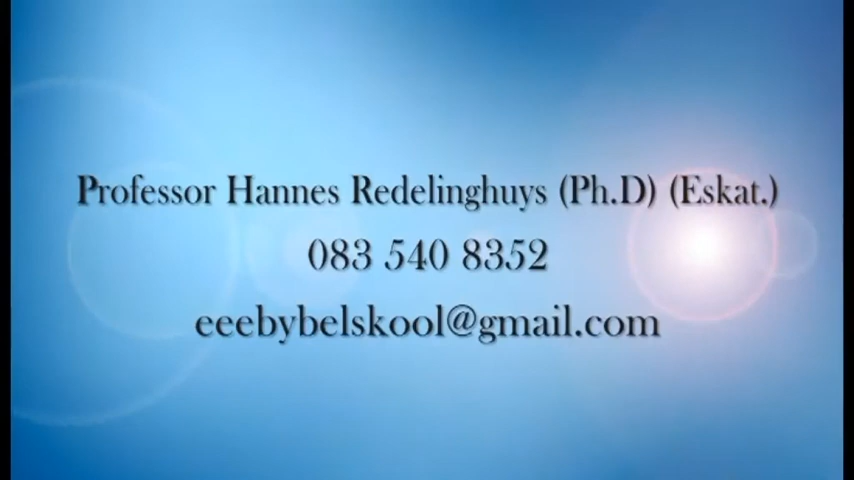 Professor Hannes Redelinghuys (Ph.D) (Eskat.)
083 540 8352
eeebybelskool@gmail.com